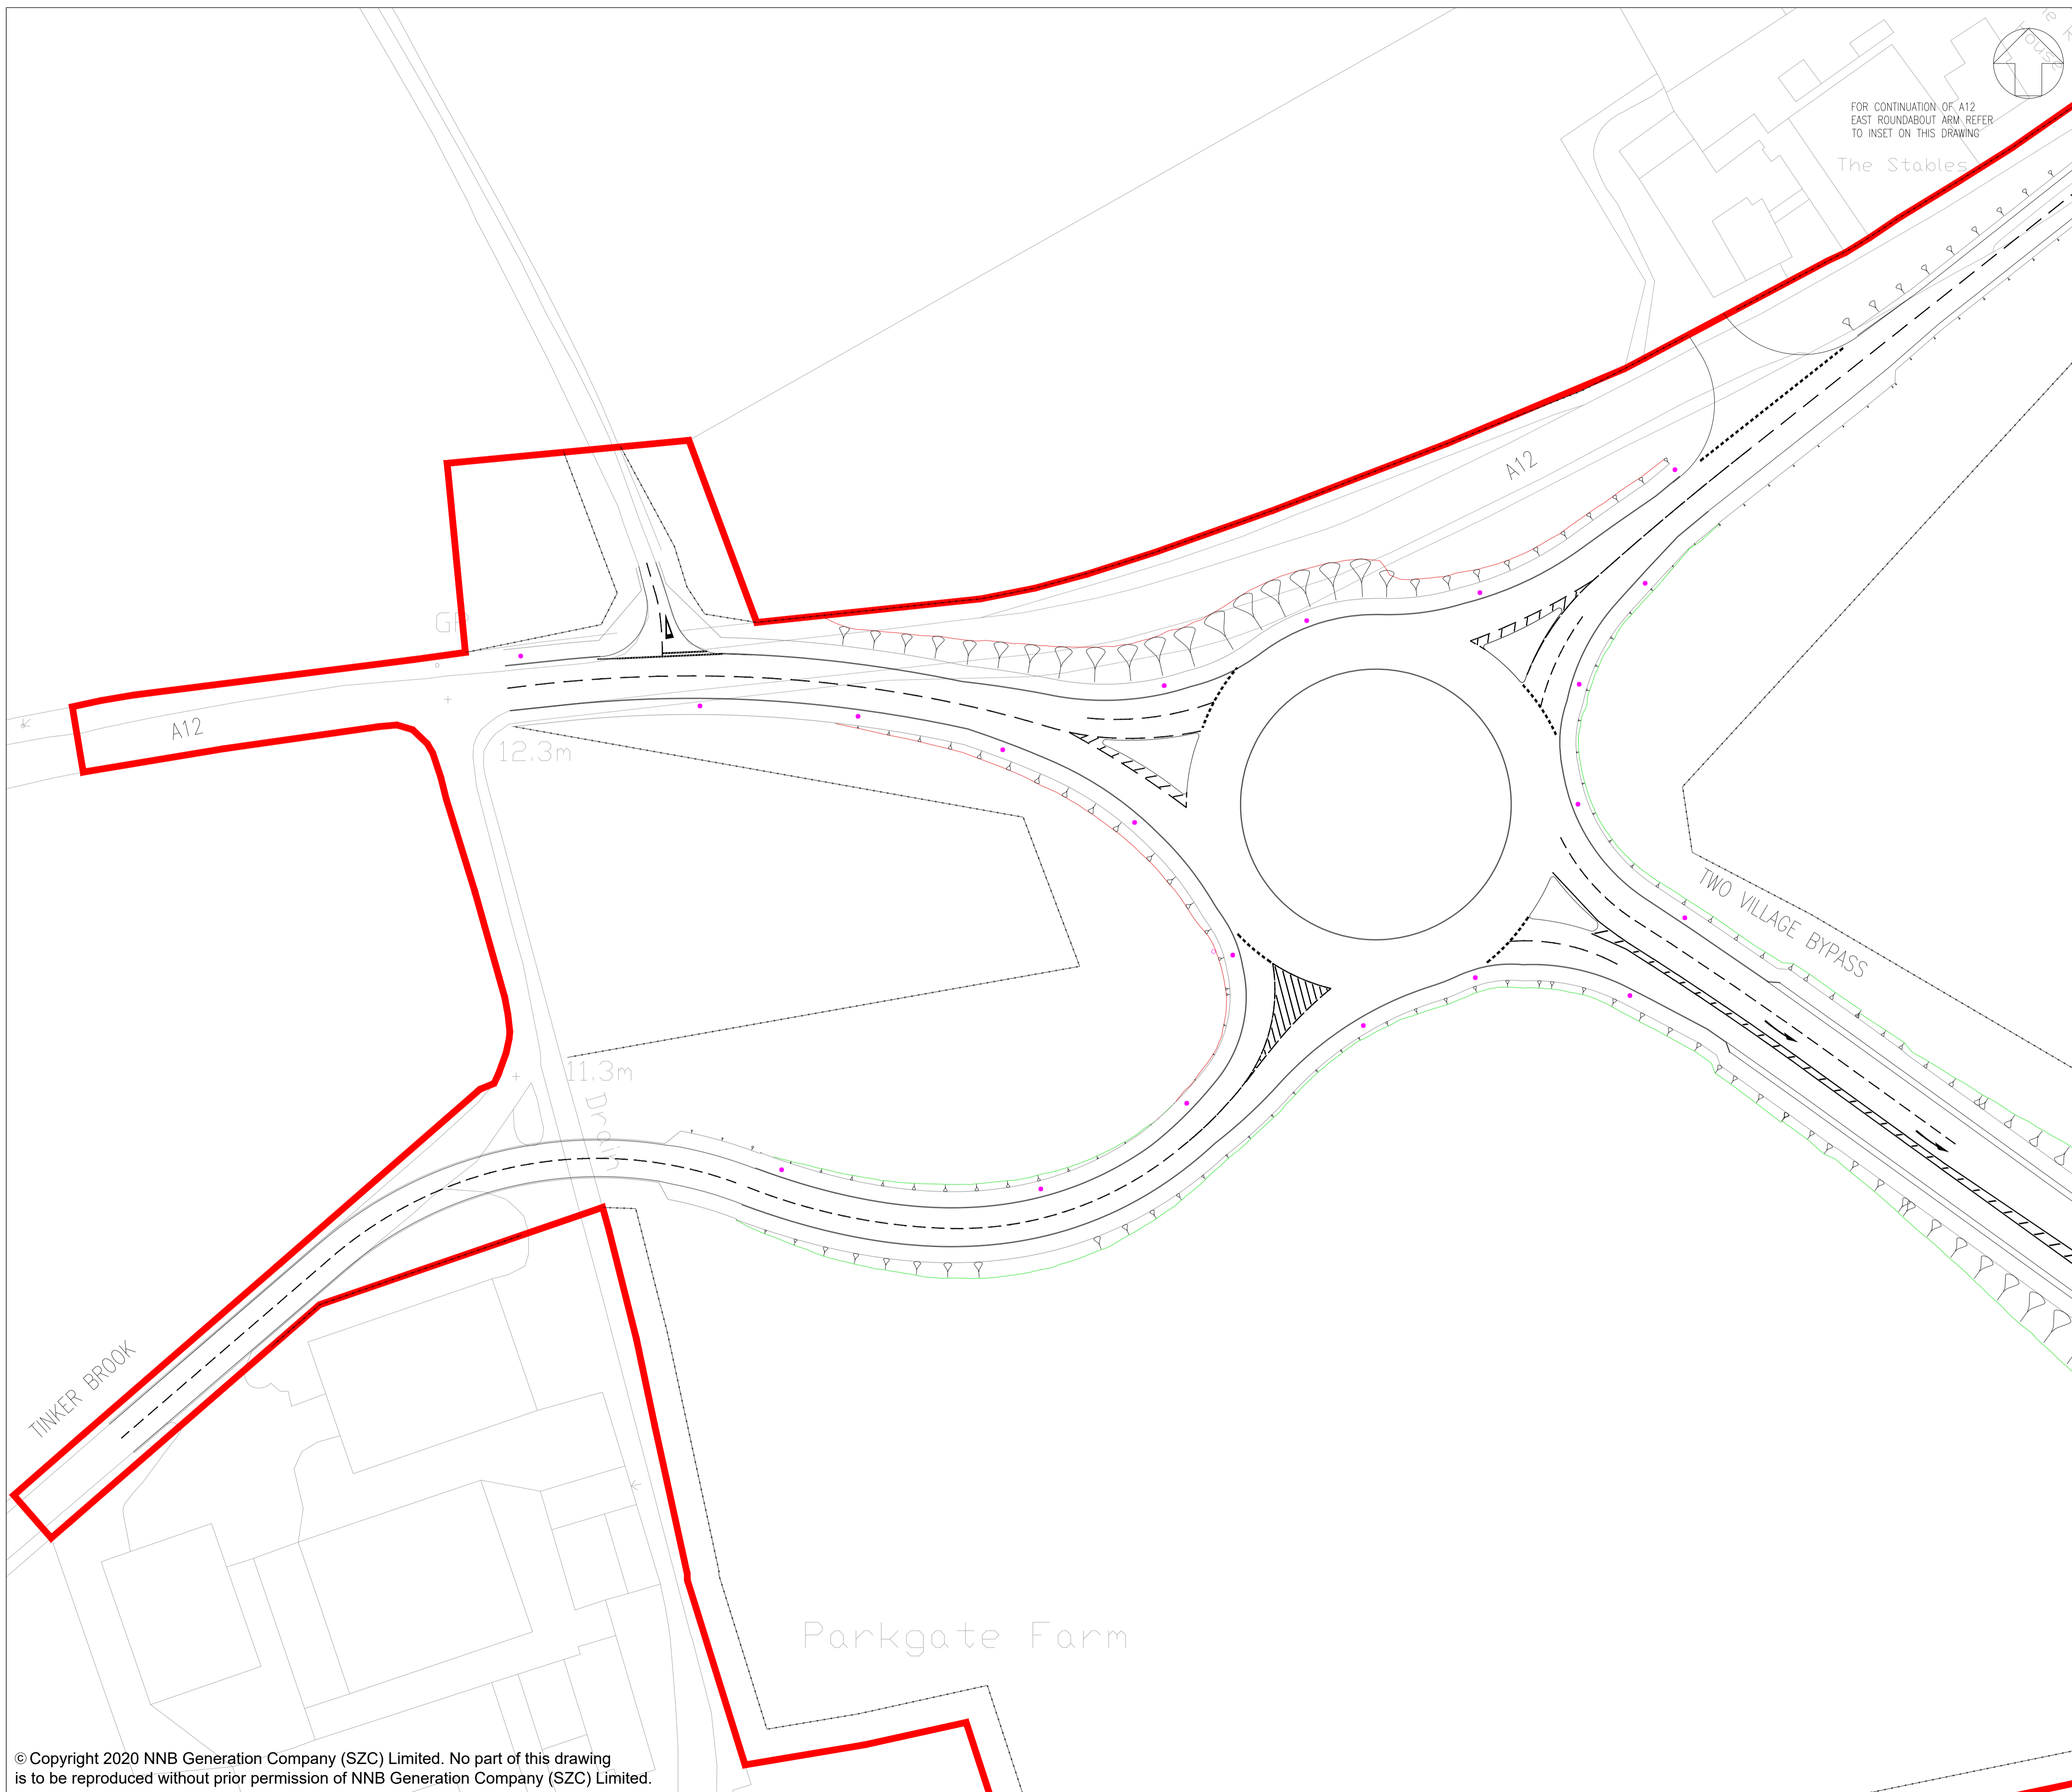 FOR CONTINUATION OF A12
EAST ROUNDABOUT ARM REFER
TO INSET ON THIS DRAWING
The Stables
A12
GP
A12
12.3m
TWO VILLAGE BYPASS
11.3m
Drain
TINKER BROOK
Parkgate Farm
© Copyright 2020 NNB Generation Company (SZC) Limited. No part of this drawing
is to be reproduced without prior permission of NNB Generation Company (SZC) Limited.